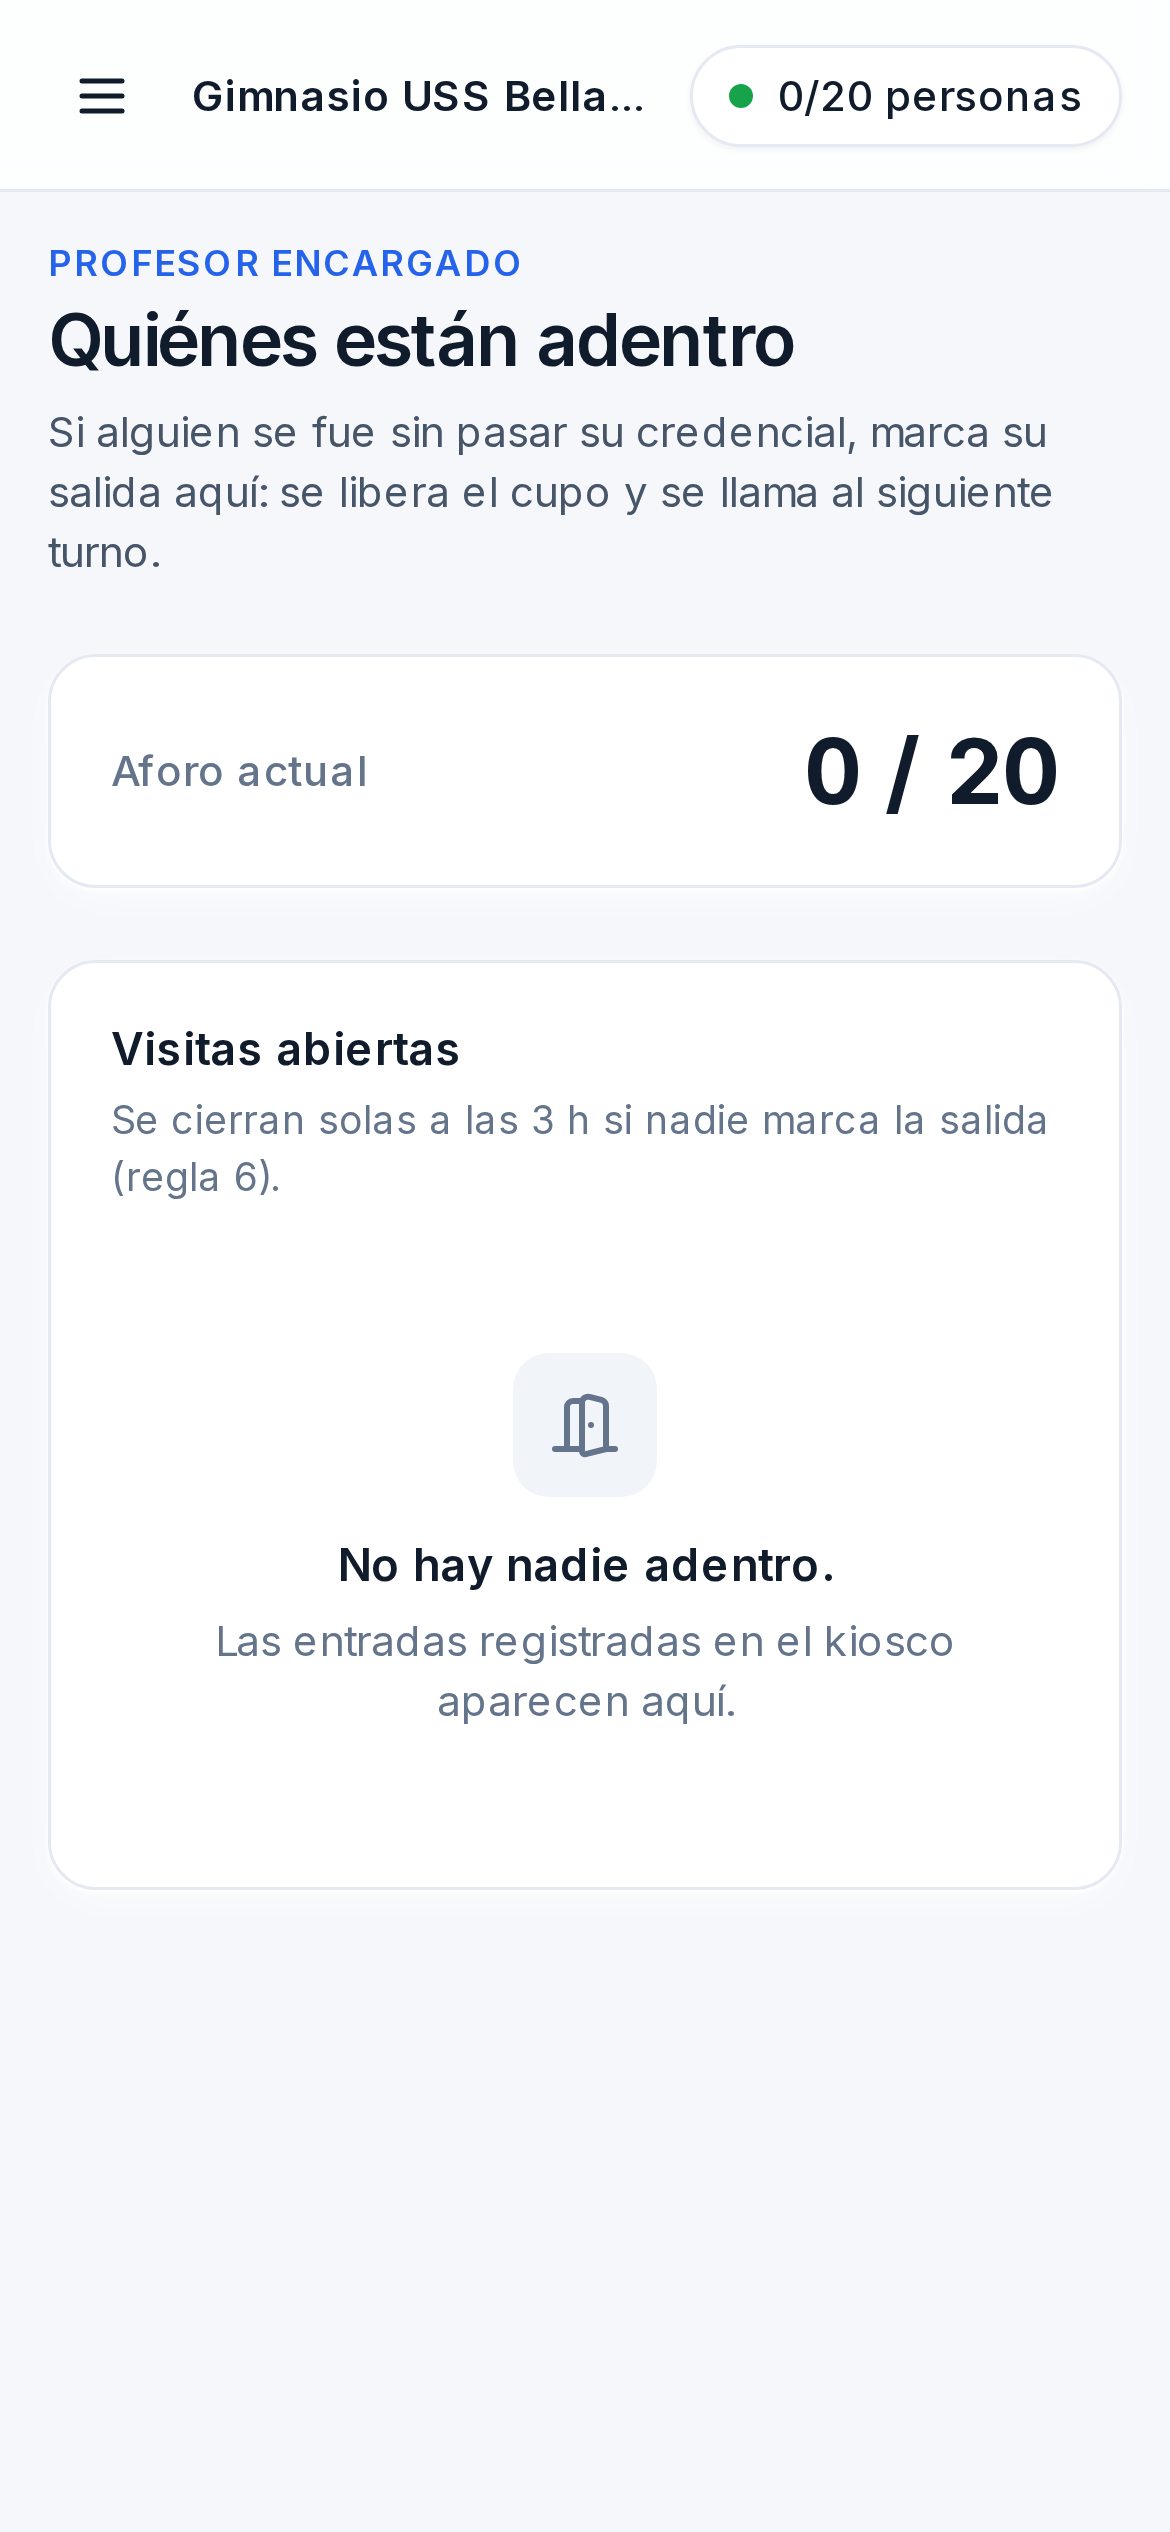 Gimnasio USS Bella...
0/20 personas
PROFESOR ENCARGADO
Quiénes están adentro
Si alguien se fue sin pasar su credencial, marca su
salida aquí: se libera el cupo y se llama al siguiente
turno.
Aforo actual
0 / 20
Visitas abiertas
Se cierran solas a las 3 h si nadie marca la salida
(regla 6).
No hay nadie adentro.
Las entradas registradas en el kiosco
aparecen aquí.